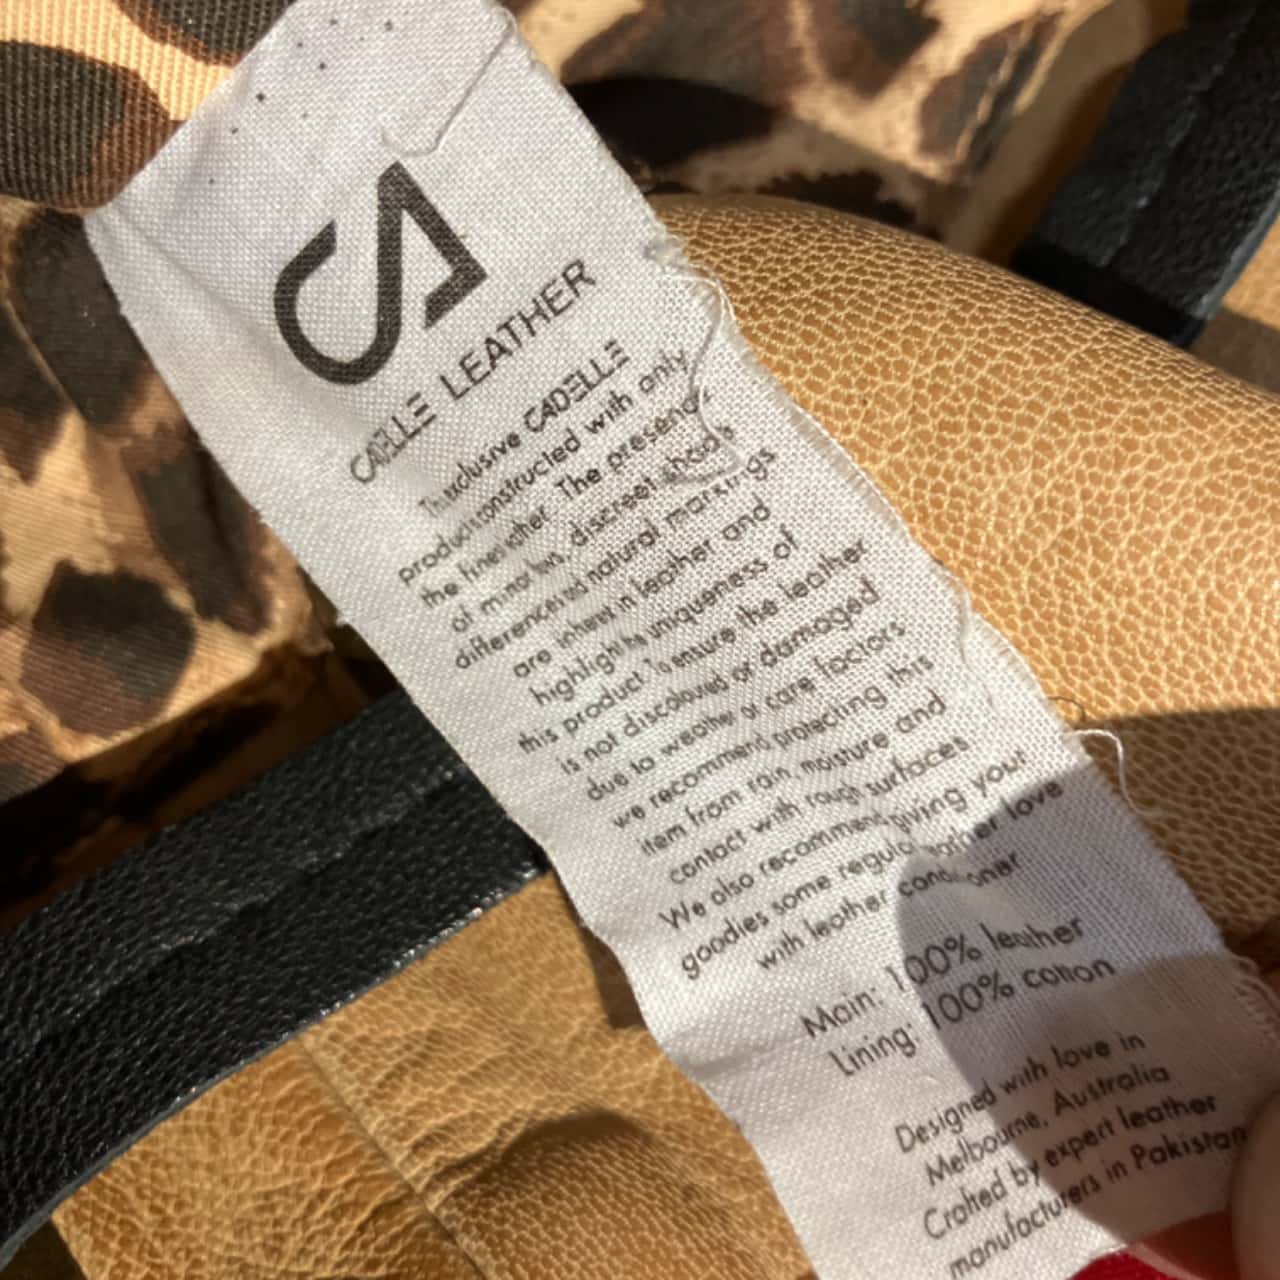 CA
CADELLE LEATHER
This exclusive CADELLE
product is constructed with only
the finest leather. The presence
of minor discreet shade
differences and natural markings
are inherent in leather and
highlight the uniqueness of
this product. To ensure the leather
is not discoloured or damaged
due to weather or care factors
we recommend protecting this
item from rain, moisture and
contact with rough surfaces
We also recommend giving your
goodies some regular leather love
with leather conditioner
Main: 100% leather
Lining: 100% cotton
Designed with love in
Melbourne, Australia
Crafted by expert leather
manufacturers in Pakistan